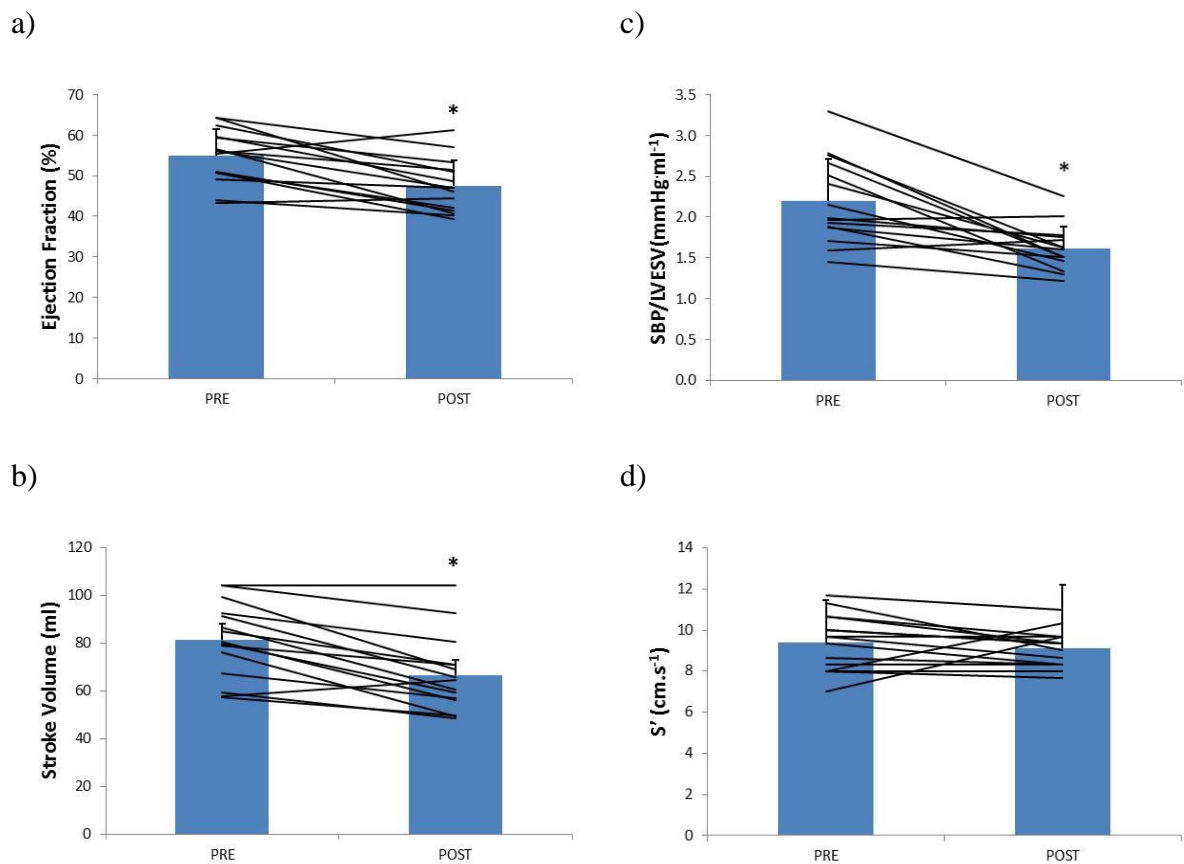 a)
70
60
50
40
30
20
10
0
Ejection Fraction (%)
*
PRE POST
c)
3.5
3.0
2.5
2.0
1.5
1.0
0.5
0.0
SBP/LVESV(mmHg·ml⁻¹)
*
PRE POST
b)
120
100
80
60
40
20
0
Stroke Volume (ml)
*
PRE POST
d)
14
12
10
8
6
4
2
0
S’ (cm.s⁻¹)
PRE POST